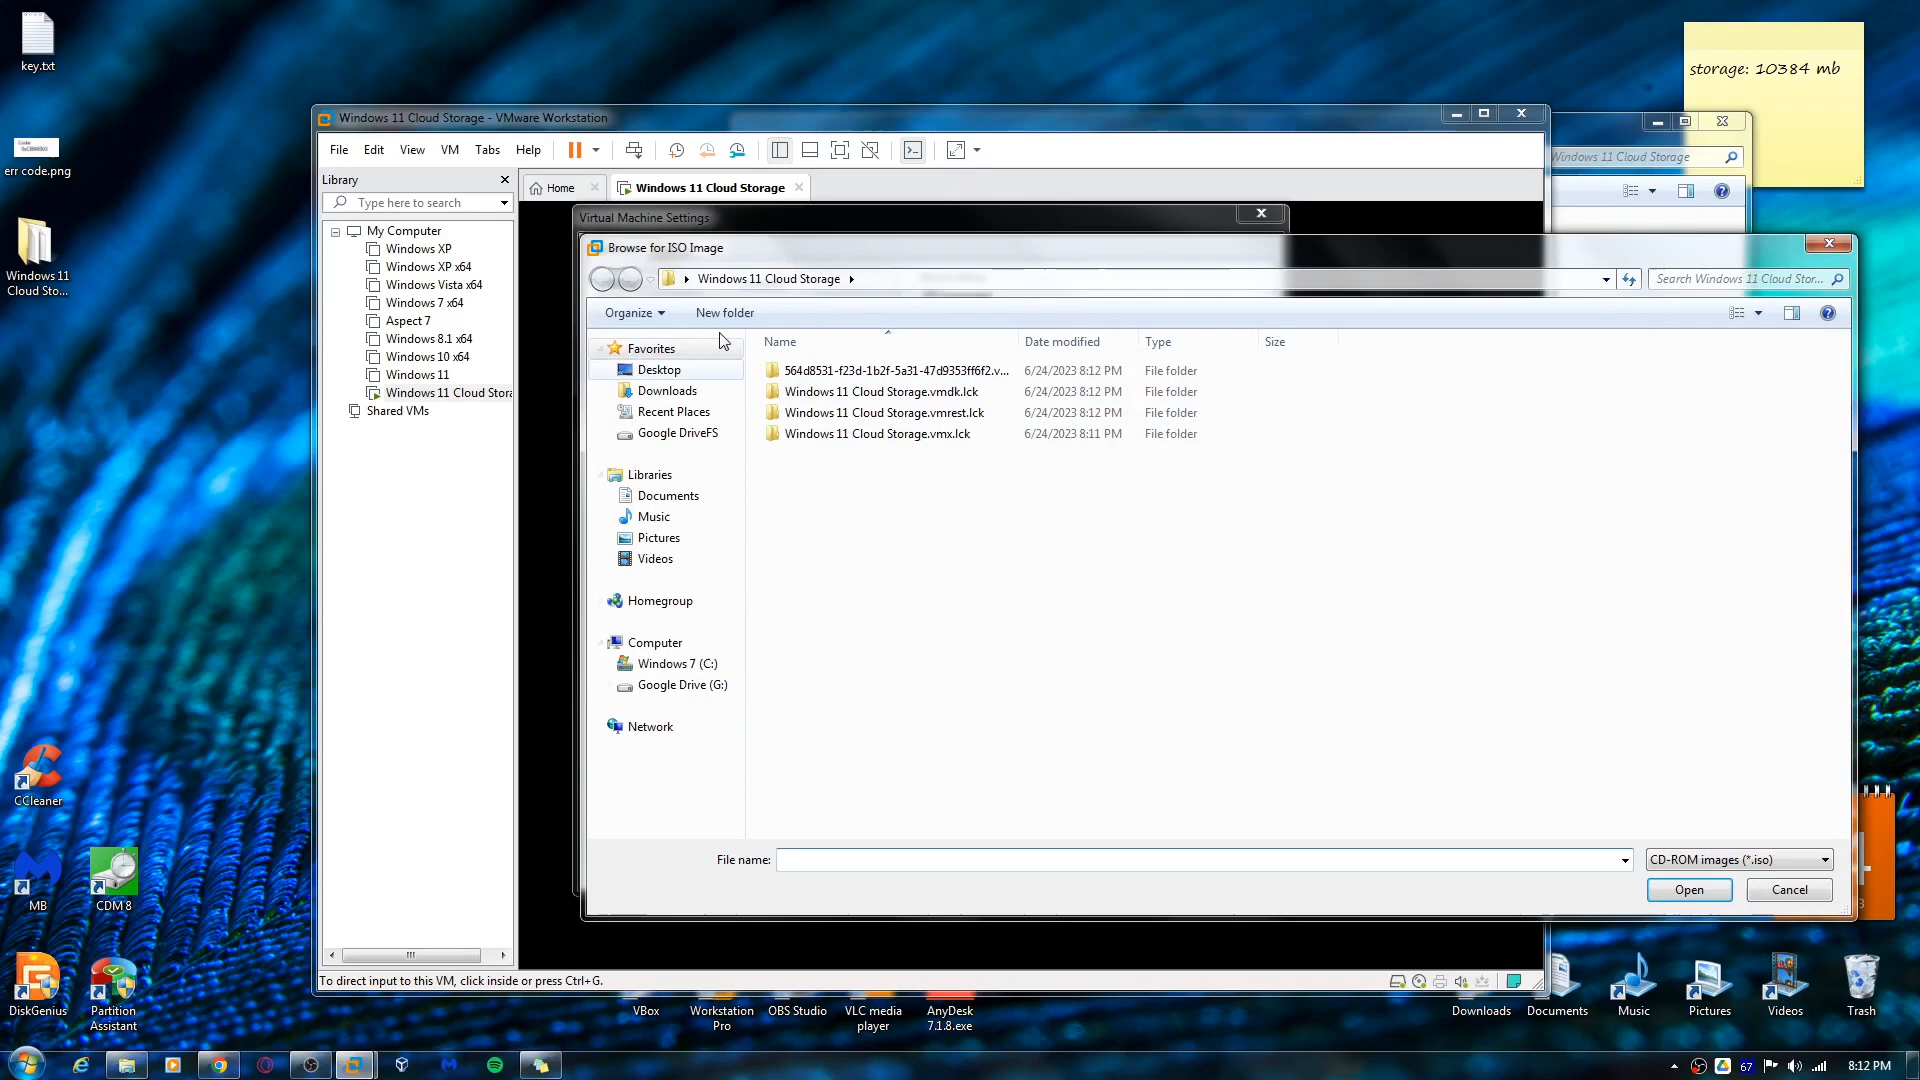 key.txt
err code.png
Windows 11
Cloud Sto...
CCleaner
MB
CDM 8
DiskGenius
Partition
Assistant
storage: 10384 mb
Windows 11 Cloud Storage
Windows 11 Cloud Storage - VMware Workstation
File Edit View VM Tabs Help
Library
Type here to search
My Computer
Windows XP
Windows XP x64
Windows Vista x64
Windows 7 x64
Aspect 7
Windows 8.1 x64
Windows 10 x64
Windows 11
Windows 11 Cloud Stora
Shared VMs
Home
Windows 11 Cloud Storage
Virtual Machine Settings
Browse for ISO Image
Windows 11 Cloud Storage
Search Windows 11 Cloud Stor...
Organize New folder
Favorites
Desktop
Downloads
Recent Places
Google DriveFS
Libraries
Documents
Music
Pictures
Videos
Homegroup
Computer
Windows 7 (C:)
Google Drive (G:)
Network
Name Date modified Type Size
564d8531-f23d-1b2f-5a31-47d9353ff6f2.v... 6/24/2023 8:12 PM File folder
Windows 11 Cloud Storage.vmdk.lck 6/24/2023 8:12 PM File folder
Windows 11 Cloud Storage.vmrest.lck 6/24/2023 8:12 PM File folder
Windows 11 Cloud Storage.vmx.lck 6/24/2023 8:11 PM File folder
File name:
CD-ROM images (*.iso)
Open
Cancel
To direct input to this VM, click inside or press Ctrl+G.
VBox
Workstation
Pro
OBS Studio
VLC media
player
AnyDesk
7.1.8.exe
Downloads
Documents
Music
Pictures
Videos
Trash
67
8:12 PM